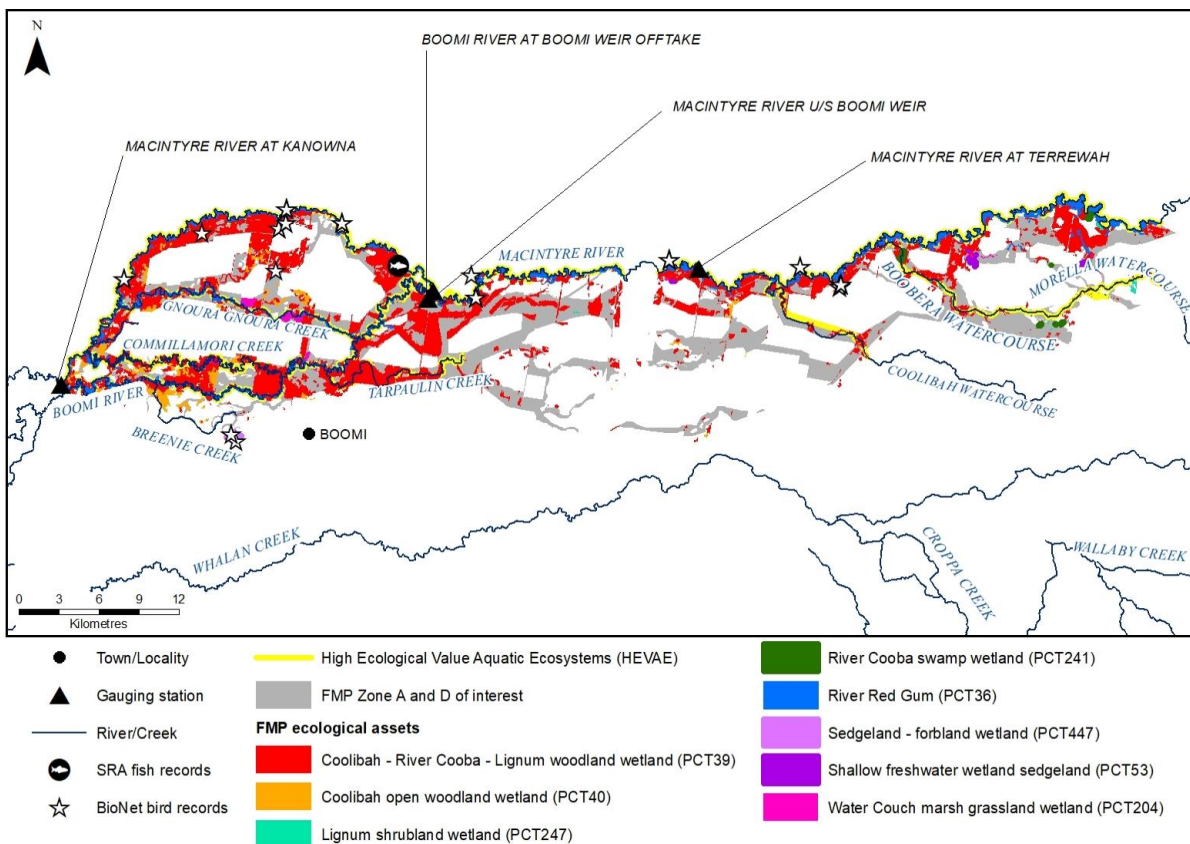 N
BOOMI RIVER AT BOOMI WEIR OFFTAKE
MACINTYRE RIVER U/S BOOMI WEIR
MACINTYRE RIVER AT KANOWNA
MACINTYRE RIVER AT TERREWAH
MACINTYRE RIVER
BOOBERA WATERCOURSE
MORELLA WATERCOURSE
GNOURA GNOURA CREEK
COMMILLAMORI CREEK
BOOMI RIVER
TARPAULIN CREEK
COOLIBAH WATERCOURSE
BREENIE CREEK
BOOMI
WHALAN CREEK
CROPPA CREEK
WALLABY CREEK
0 3 6 9 12
Kilometres
Town/Locality
Gauging station
River/Creek
SRA fish records
BioNet bird records
High Ecological Value Aquatic Ecosystems (HEVAE)
FMP Zone A and D of interest
FMP ecological assets
Coolibah - River Cooba - Lignum woodland wetland (PCT39)
Coolibah open woodland wetland (PCT40)
Lignum shrubland wetland (PCT247)
River Cooba swamp wetland (PCT241)
River Red Gum (PCT36)
Sedgeland - forbland wetland (PCT447)
Shallow freshwater wetland sedgeland (PCT53)
Water Couch marsh grassland wetland (PCT204)